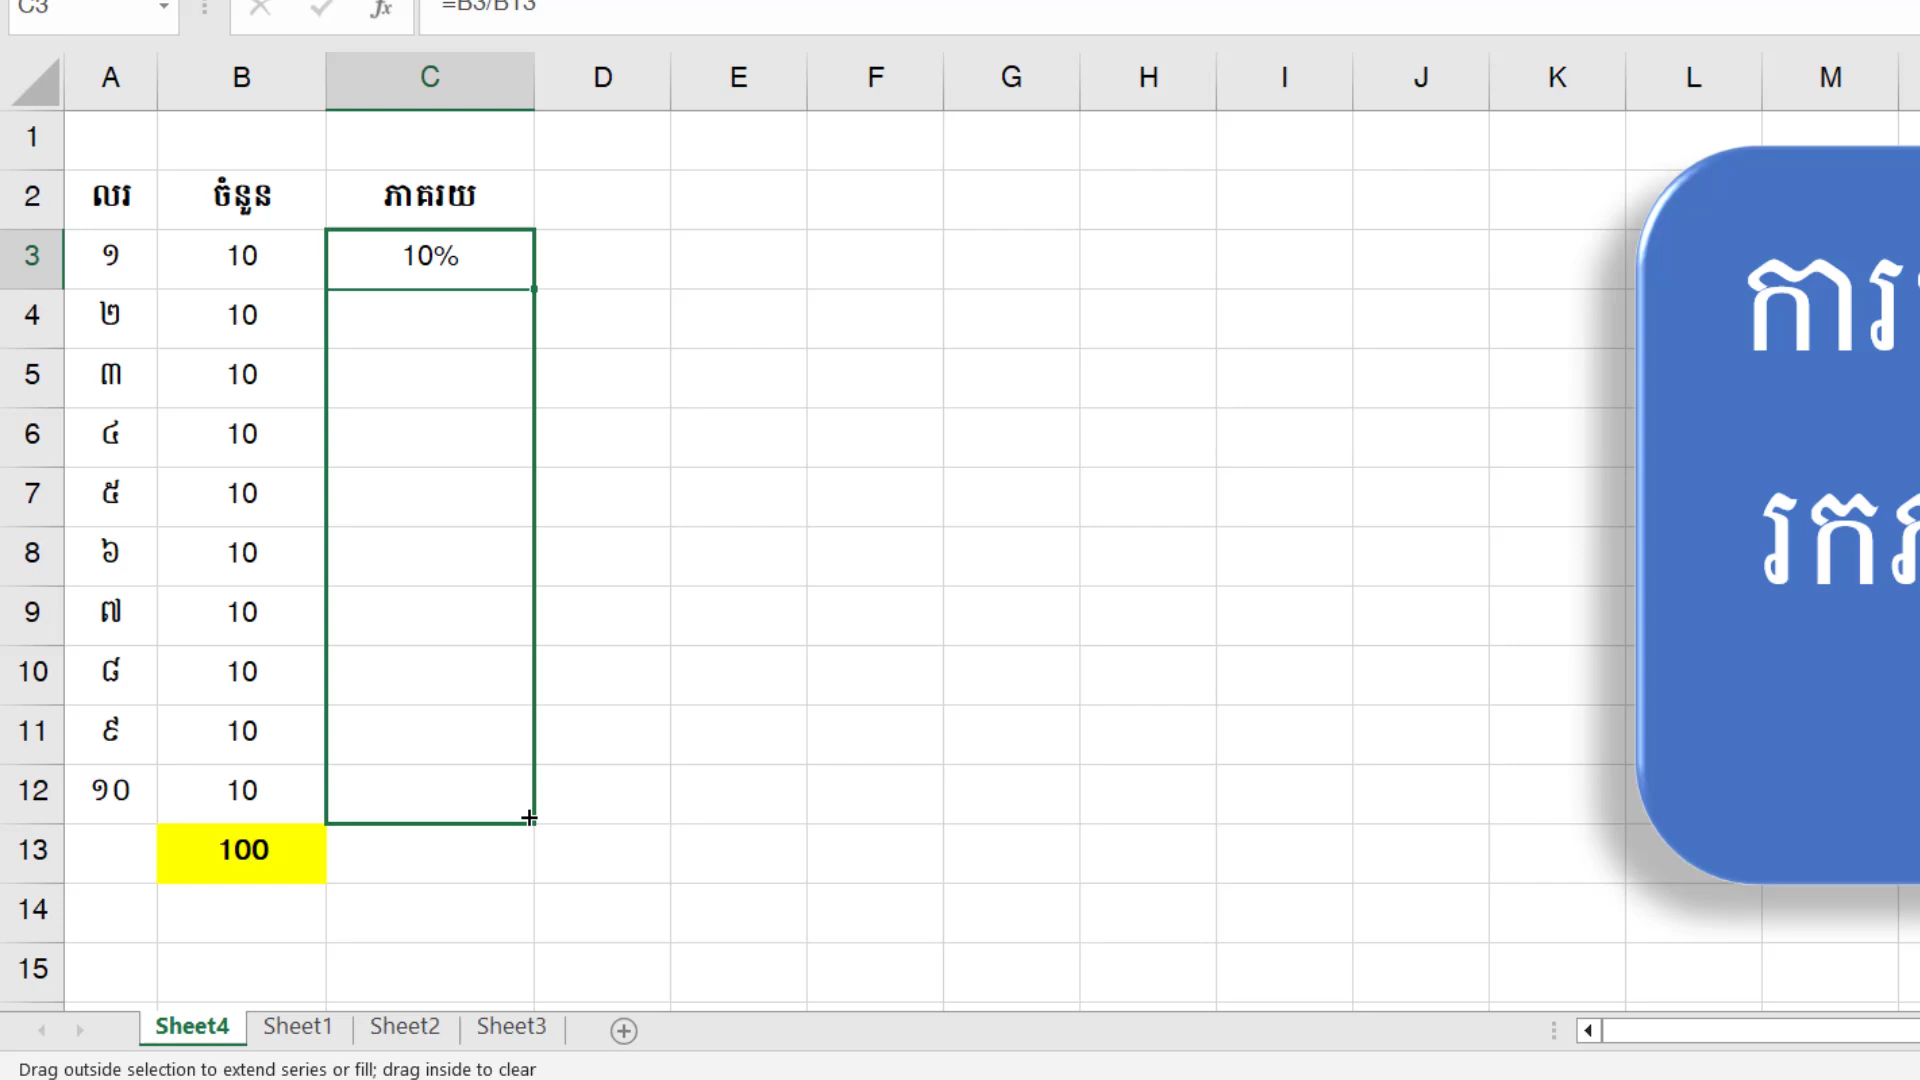 C3 fx =B3/B13
A B C D E F G H I J K L M
1
2 លរ ចំនួន ភាគរយ
3 ១ 10 10%
4 ២ 10
5 ៣ 10
6 ៤ 10
7 ៥ 10
8 ៦ 10
9 ៧ 10
10 ៨ 10
11 ៩ 10
12 ១០ 10
13 100
14
15
ការ
រក
Sheet4 Sheet1 Sheet2 Sheet3
Drag outside selection to extend series or fill; drag inside to clear